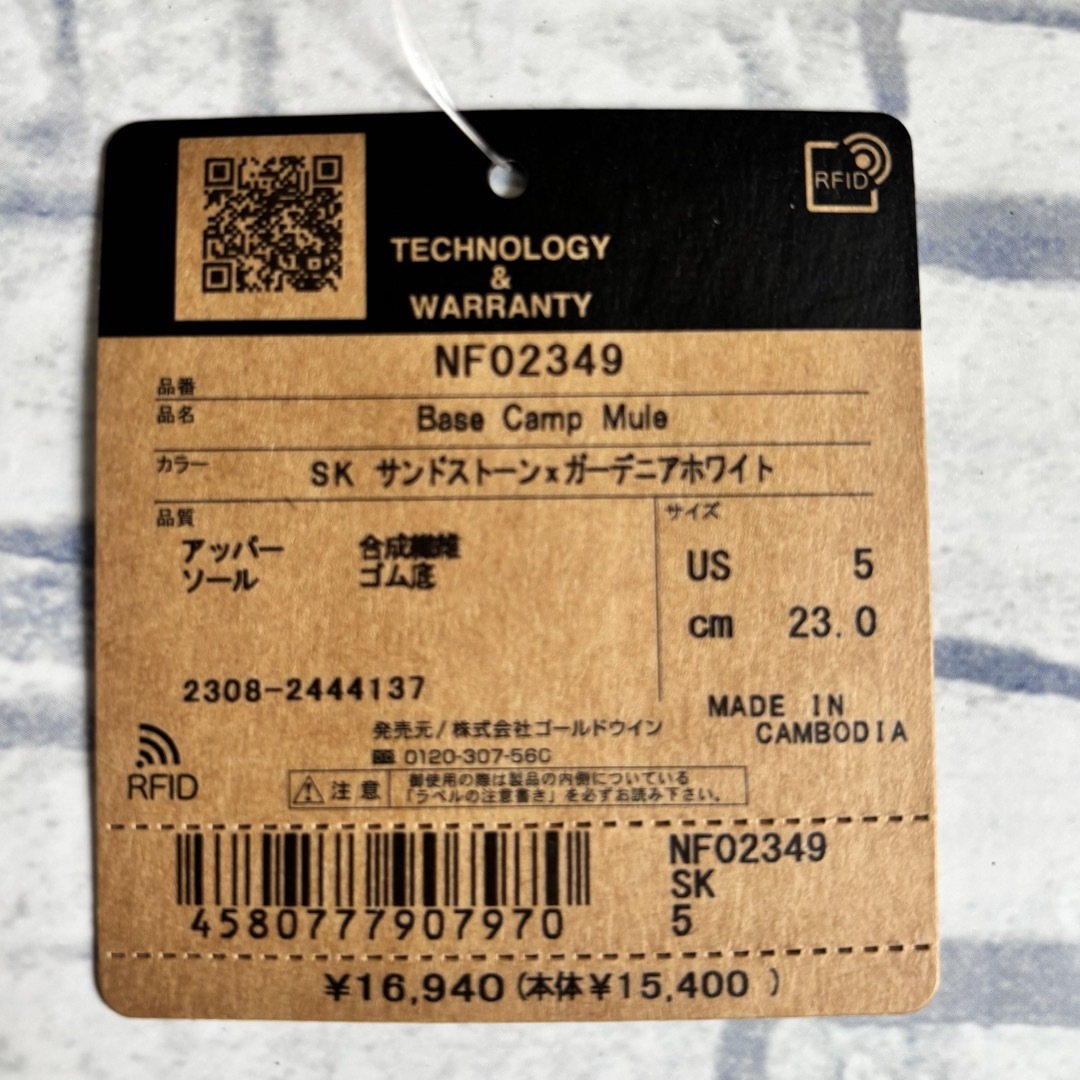 RFID
TECHNOLOGY
&
WARRANTY
品番 NF02349
品名 Base Camp Mule
カラー SK サンドストーンxガーデニアホワイト
品質
アッパー 合成繊維
ソール ゴム底
サイズ
US 5
cm 23.0
2308-2444137
MADE IN
CAMBODIA
発売元/株式会社ゴールドウイン
0120-307-560
RFID
注意 御使用の際は製品の内側についている
「ラベルの注意書き」を必ずお読み下さい。
4580777907970
NF02349
SK
5
¥16,940(本体¥15,400 )